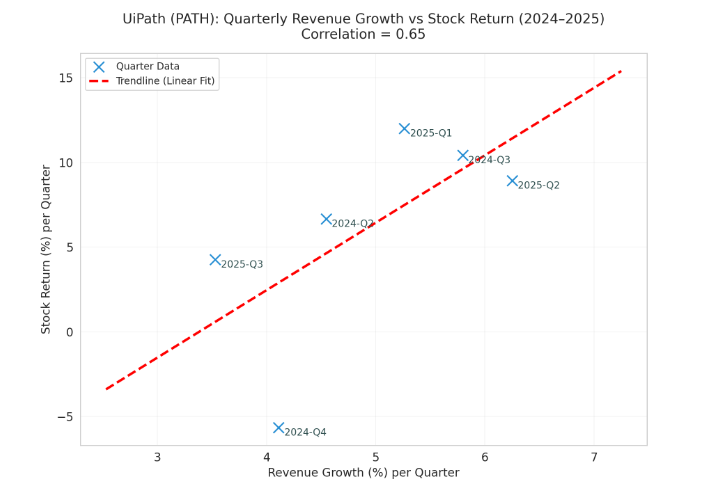 UiPath (PATH): Quarterly Revenue Growth vs Stock Return (2024–2025)
Correlation = 0.65
Quarter Data
Trendline (Linear Fit)
15
10
5
0
−5
Stock Return (%) per Quarter
2025-Q1
2024-Q3
2025-Q2
2024-Q2
2025-Q3
2024-Q4
3
4
5
6
7
Revenue Growth (%) per Quarter